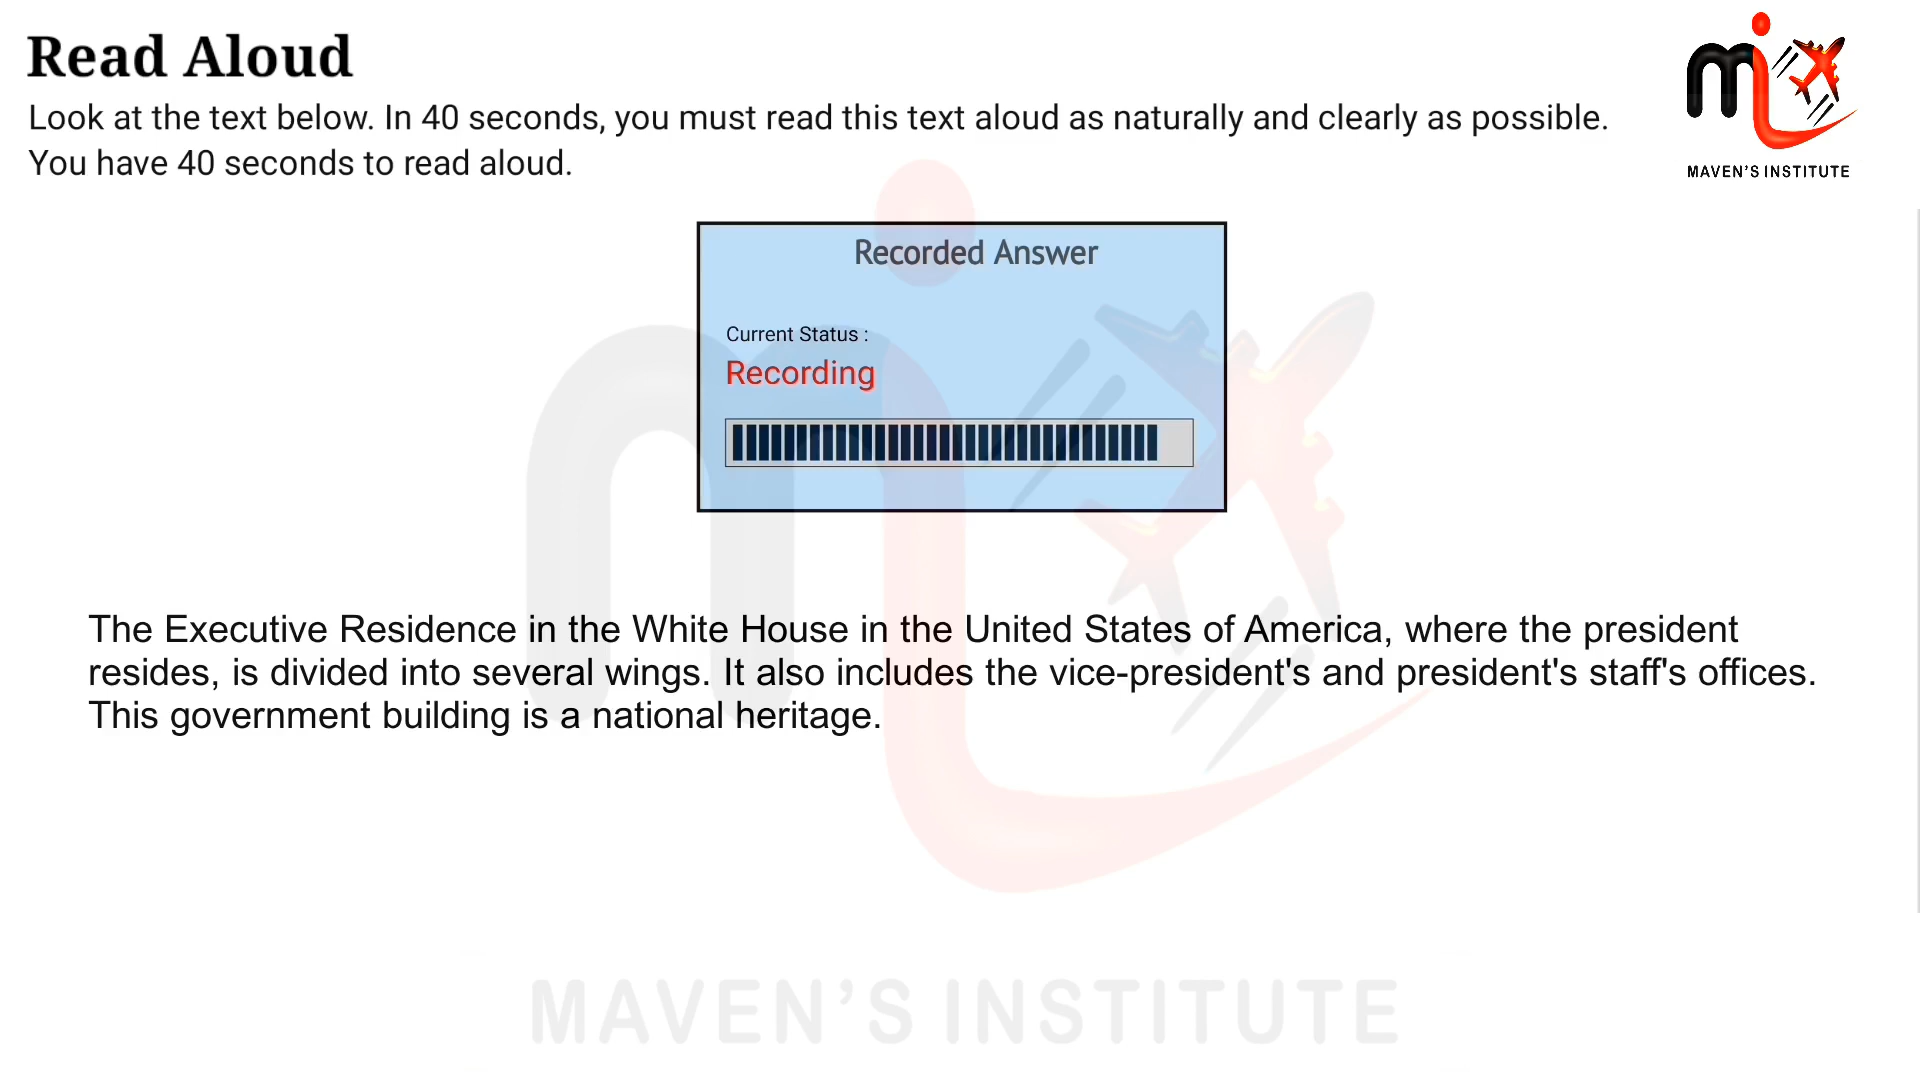 Read Aloud
Look at the text below. In 40 seconds, you must read this text aloud as naturally and clearly as possible.
You have 40 seconds to read aloud.
MAVEN'S INSTITUTE
Recorded Answer
Current Status :
Recording
The Executive Residence in the White House in the United States of America, where the president
resides, is divided into several wings. It also includes the vice-president's and president's staff's offices.
This government building is a national heritage.
MAVEN'S INSTITUTE